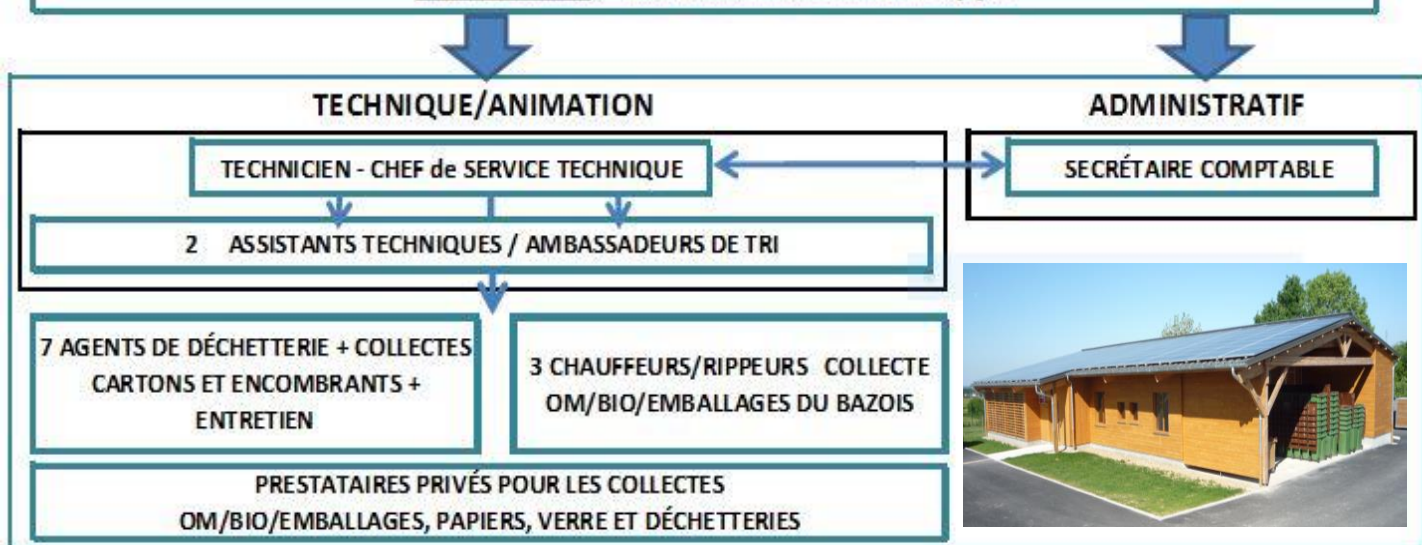 TECHNIQUE/ANIMATION
ADMINISTRATIF
TECHNICIEN - CHEF de SERVICE TECHNIQUE
SECRÉTAIRE COMPTABLE
2 ASSISTANTS TECHNIQUES / AMBASSADEURS DE TRI
7 AGENTS DE DÉCHETTERIE + COLLECTES
CARTONS ET ENCOMBRANTS +
ENTRETIEN
3 CHAUFFEURS/RIPPEURS COLLECTE
OM/BIO/EMBALLAGES DU BAZOIS
PRESTATAIRES PRIVÉS POUR LES COLLECTES
OM/BIO/EMBALLAGES, PAPIERS, VERRE ET DÉCHETTERIES